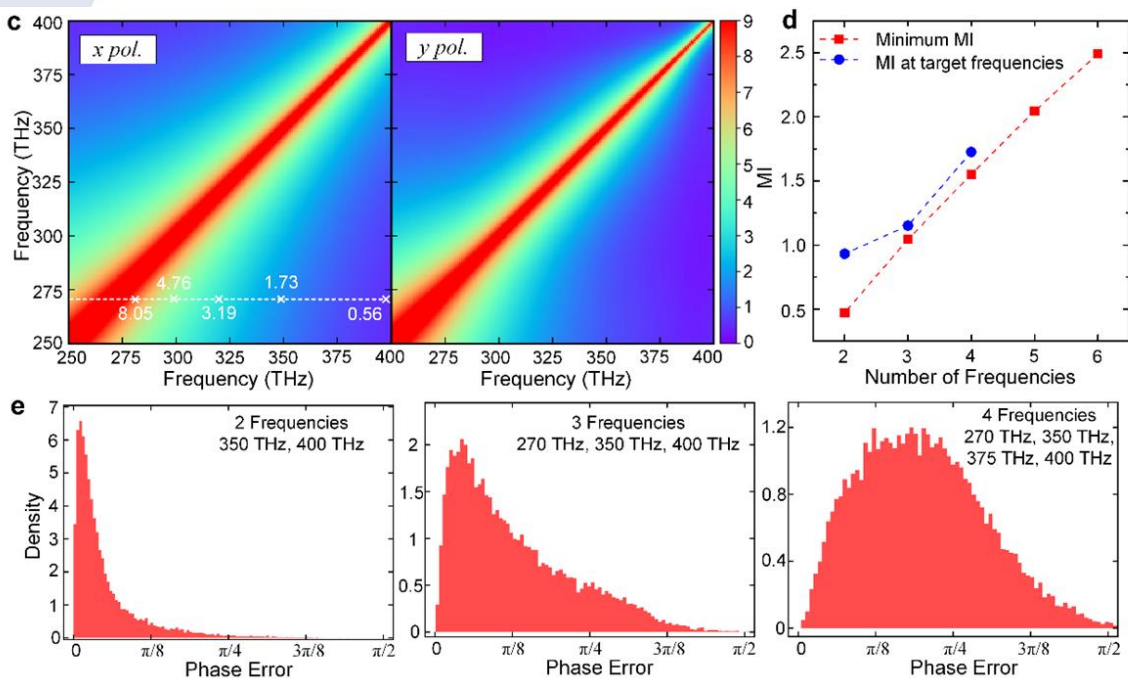 c
400
375
350
325
300
275
250
Frequency (THz)
x pol.
4.76
1.73
8.05
3.19
0.56
250
275
300
325
350
375
400
Frequency (THz)
y pol.
275
300
325
350
375
400
Frequency (THz)
9
8
7
6
5
4
3
2
1
0
MI
d
2.5
2.0
1.5
1.0
0.5
Minimum MI
MI at target frequencies
2
3
4
5
6
Number of Frequencies
e
7
6
5
4
3
2
1
0
Density
2 Frequencies
350 THz, 400 THz
0
π/8
π/4
3π/8
π/2
Phase Error
2
1.5
1
0.5
0
3 Frequencies
270 THz, 350 THz, 400 THz
0
π/8
π/4
3π/8
π/2
Phase Error
1.2
0.8
0.4
0
4 Frequencies
270 THz, 350 THz,
375 THz, 400 THz
0
π/8
π/4
3π/8
π/2
Phase Error